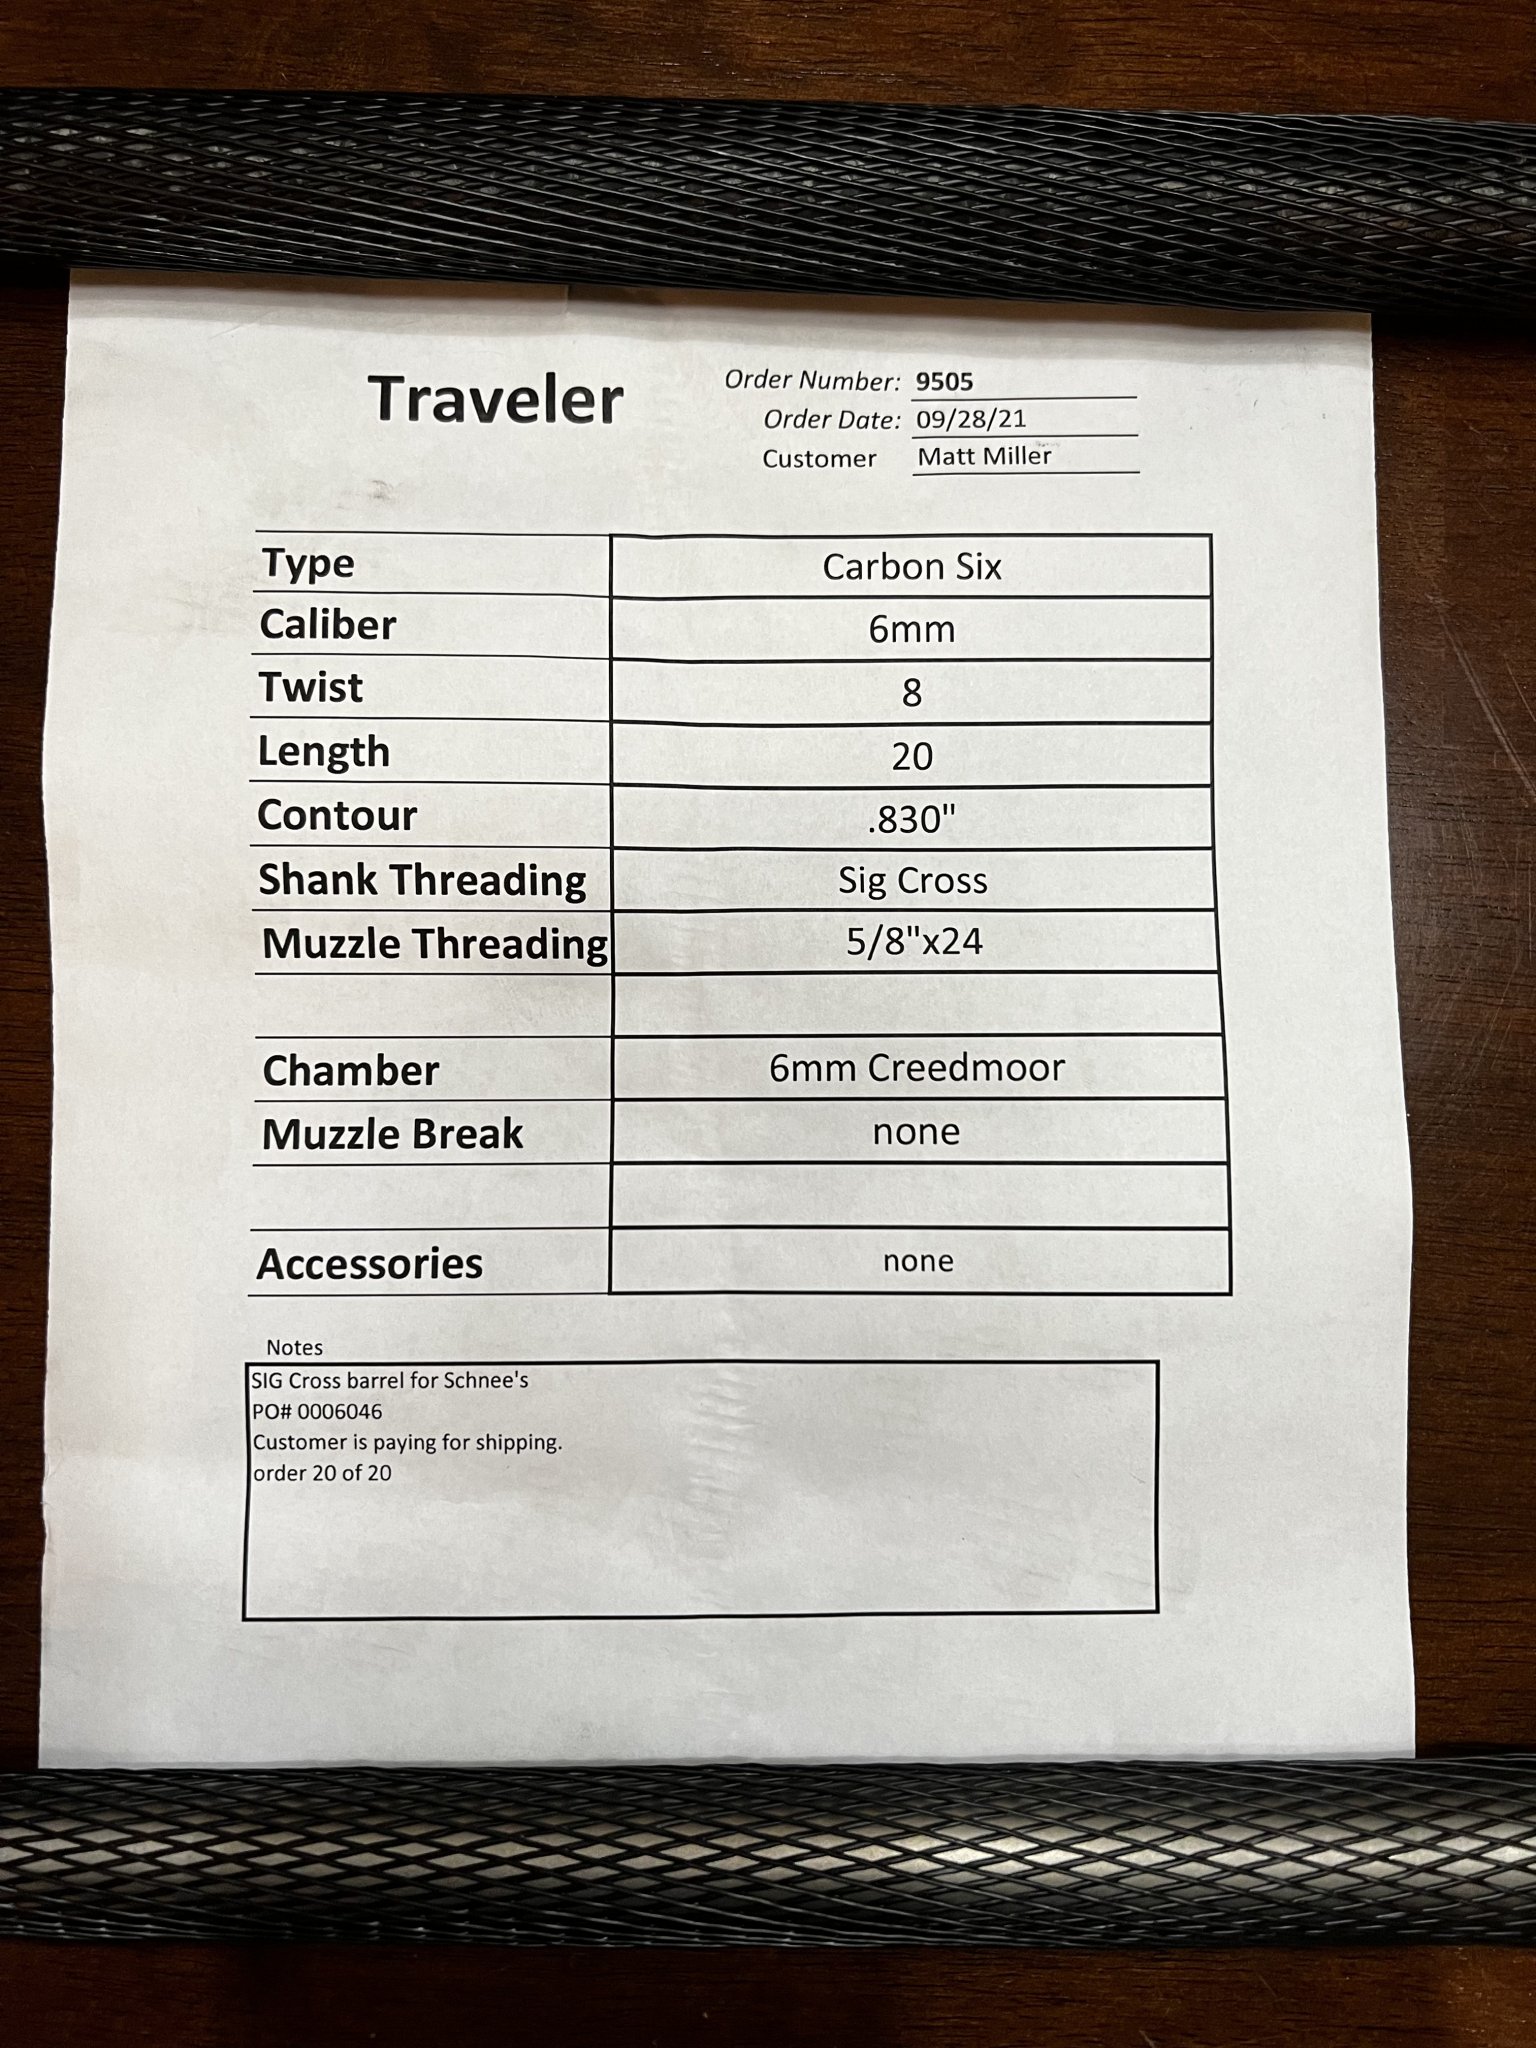 Traveler
Order Number: 9505
Order Date: 09/28/21
Customer Matt Miller
Type Carbon Six
Caliber 6mm
Twist 8
Length 20
Contour .830"
Shank Threading Sig Cross
Muzzle Threading 5/8"x24
Chamber 6mm Creedmoor
Muzzle Break none
Accessories none
Notes
SIG Cross barrel for Schnee's
PO# 0006046
Customer is paying for shipping.
order 20 of 20